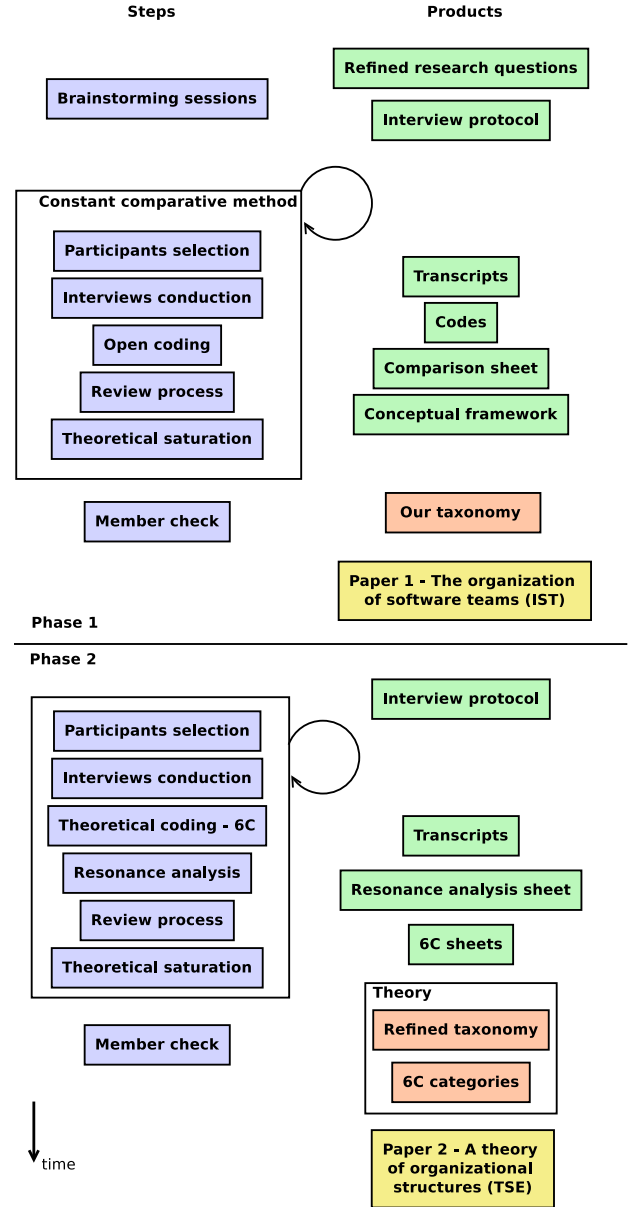 Steps
Products
Brainstorming sessions
Refined research questions
Interview protocol
Constant comparative method
Participants selection
Interviews conduction
Open coding
Review process
Theoretical saturation
Transcripts
Codes
Comparison sheet
Conceptual framework
Member check
Our taxonomy
Paper 1 - The organization
of software teams (IST)
Phase 1
Phase 2
Interview protocol
Participants selection
Interviews conduction
Theoretical coding - 6C
Resonance analysis
Review process
Theoretical saturation
Transcripts
Resonance analysis sheet
6C sheets
Theory
Refined taxonomy
6C categories
Member check
Paper 2 - A theory
of organizational
structures (TSE)
time